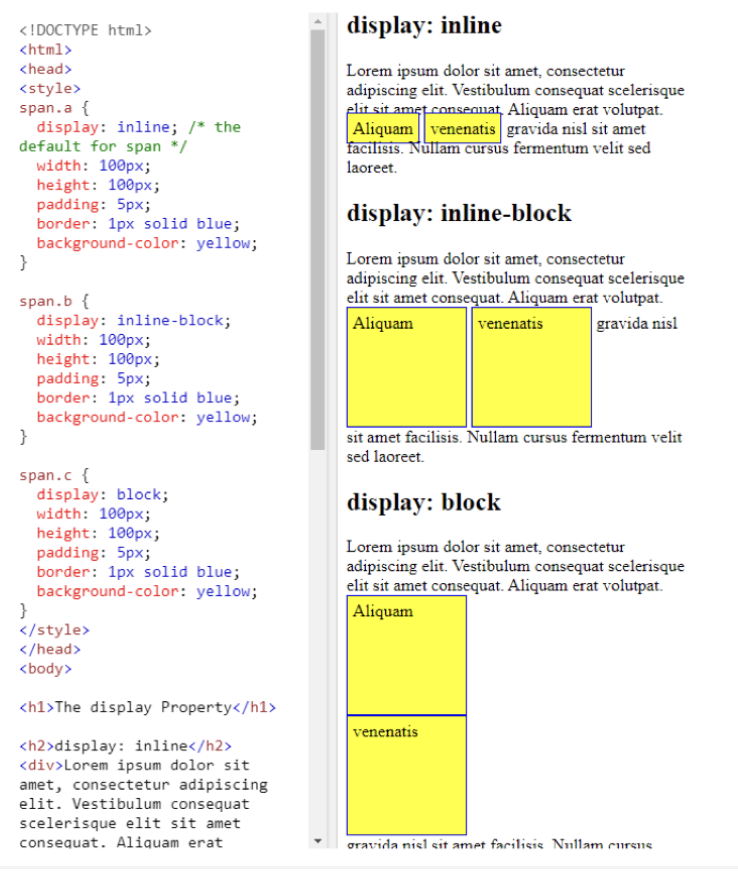 <!DOCTYPE html>
<html>
<head>
<style>
span.a {
  display: inline; /* the
default for span */
  width: 100px;
  height: 100px;
  padding: 5px;
  border: 1px solid blue;
  background-color: yellow;
}

span.b {
  display: inline-block;
  width: 100px;
  height: 100px;
  padding: 5px;
  border: 1px solid blue;
  background-color: yellow;
}

span.c {
  display: block;
  width: 100px;
  height: 100px;
  padding: 5px;
  border: 1px solid blue;
  background-color: yellow;
}
</style>
</head>
<body>

<h1>The display Property</h1>

<h2>display: inline</h2>
<div>Lorem ipsum dolor sit
amet, consectetur adipiscing
elit. Vestibulum consequat
scelerisque elit sit amet
consequat. Aliquam erat

display: inline
Lorem ipsum dolor sit amet, consectetur
adipiscing elit. Vestibulum consequat scelerisque
elit sit amet consequat. Aliquam erat volutpat.
Aliquam venenatis gravida nisl sit amet
facilisis. Nullam cursus fermentum velit sed
laoreet.
display: inline-block
Lorem ipsum dolor sit amet, consectetur
adipiscing elit. Vestibulum consequat scelerisque
elit sit amet consequat. Aliquam erat volutpat.
Aliquam venenatis gravida nisl
sit amet facilisis. Nullam cursus fermentum velit
sed laoreet.
display: block
Lorem ipsum dolor sit amet, consectetur
adipiscing elit. Vestibulum consequat scelerisque
elit sit amet consequat. Aliquam erat volutpat.
Aliquam
venenatis
gravida nisl sit amet facilisis. Nullam cursus